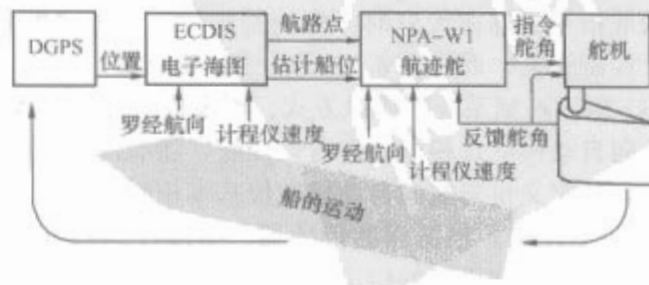 DGPS
位置
ECDIS
电子海图
航路点
估计船位
NPA-W1
航迹舵
指令
舵角
舵机
罗经航向
计程仪速度
罗经航向
计程仪速度
反馈舵角
船的运动